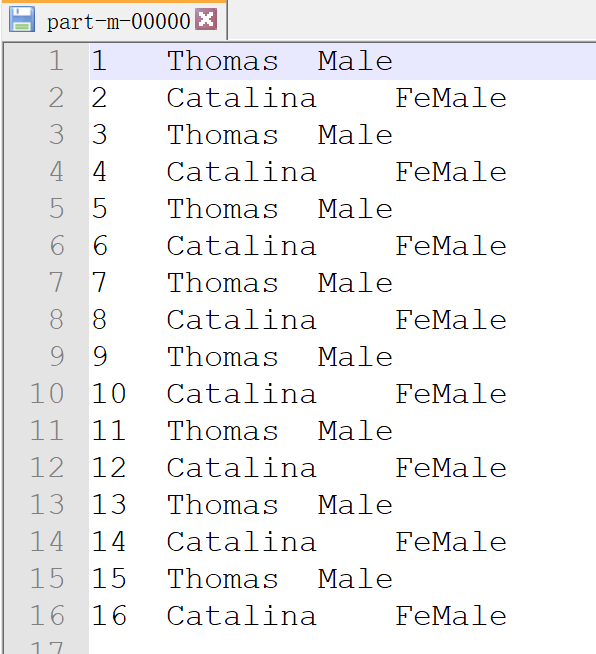 part-m-00000
1 1 Thomas Male
2 2 Catalina FeMale
3 3 Thomas Male
4 4 Catalina FeMale
5 5 Thomas Male
6 6 Catalina FeMale
7 7 Thomas Male
8 8 Catalina FeMale
9 9 Thomas Male
10 10 Catalina FeMale
11 11 Thomas Male
12 12 Catalina FeMale
13 13 Thomas Male
14 14 Catalina FeMale
15 15 Thomas Male
16 16 Catalina FeMale
17